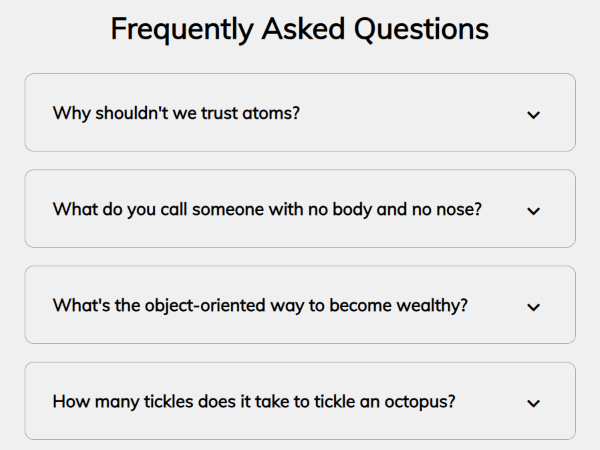 Frequently Asked Questions
Why shouldn't we trust atoms?
What do you call someone with no body and no nose?
What's the object-oriented way to become wealthy?
How many tickles does it take to tickle an octopus?